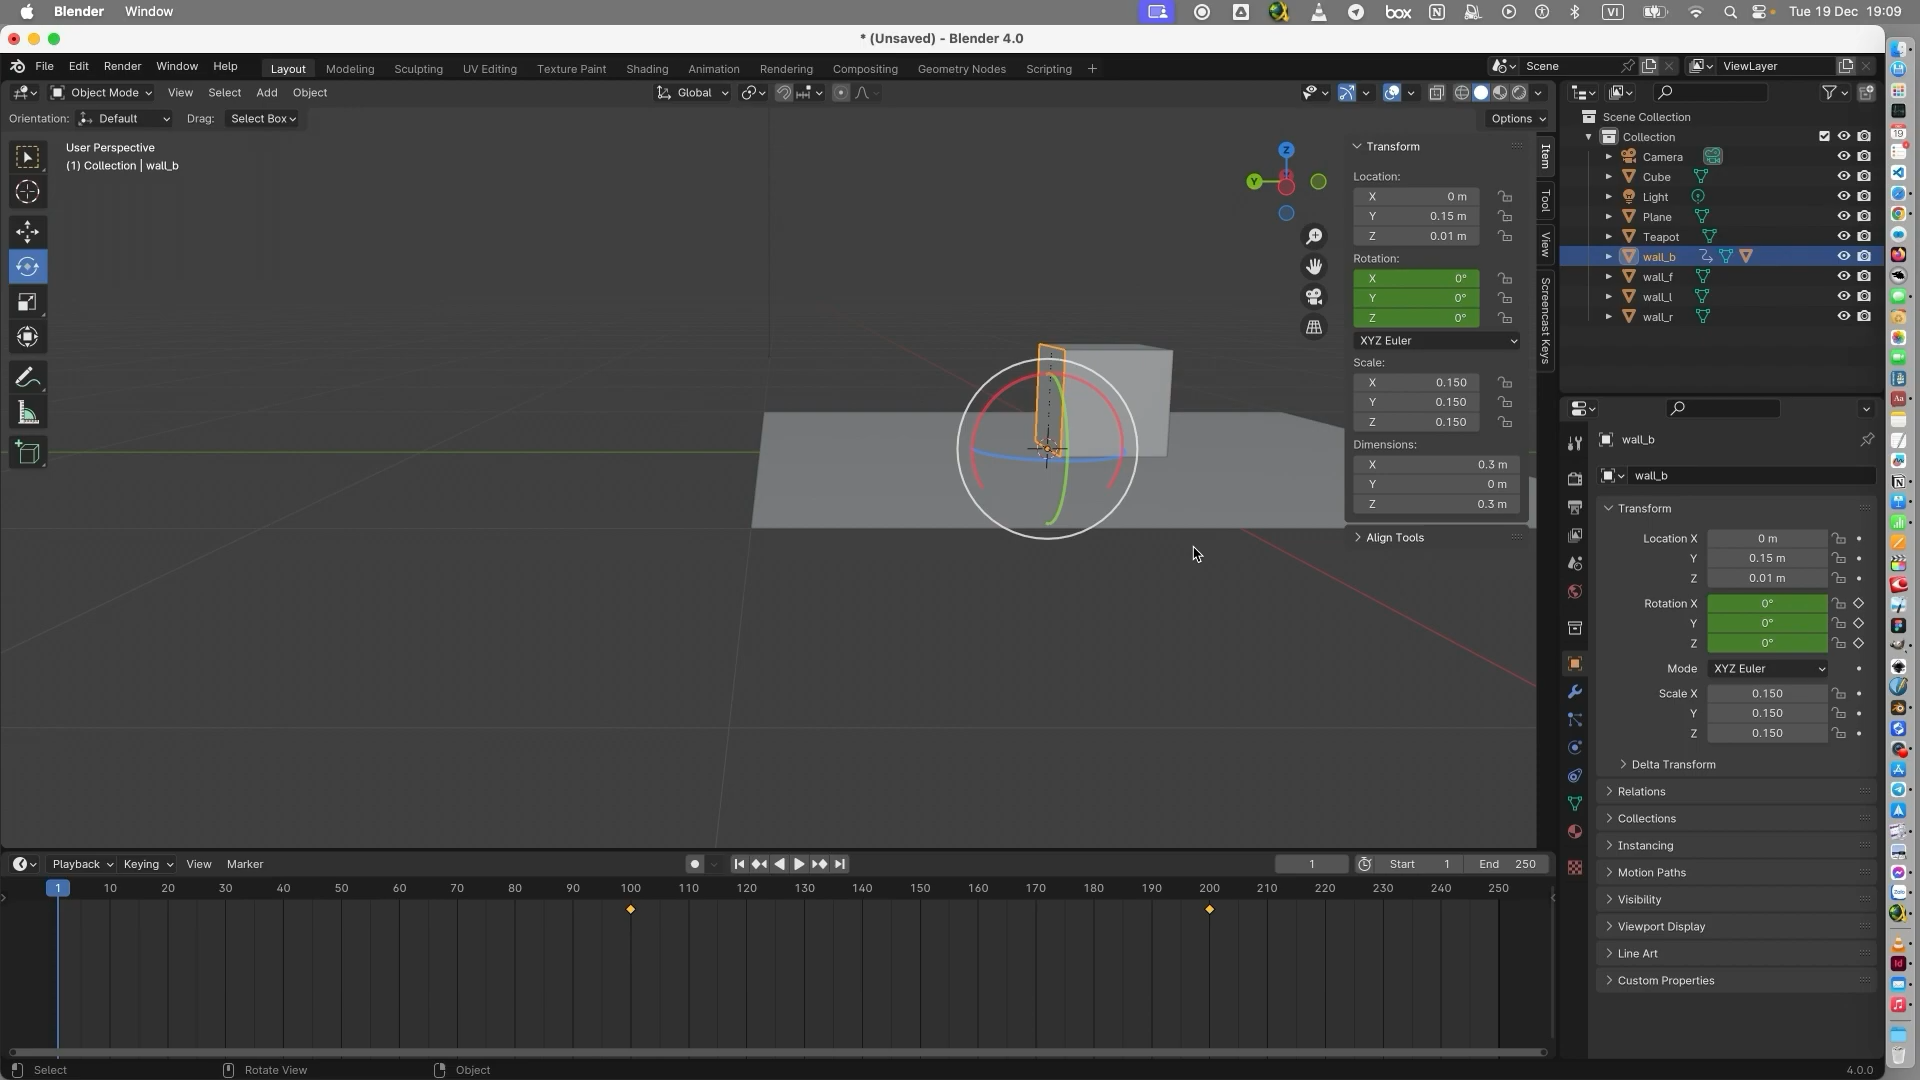 Blender Window box VI Tue 19 Dec 19:09
* (Unsaved) - Blender 4.0
File Edit Render Window Help Layout Modeling Sculpting UV Editing Texture Paint Shading Animation Rendering Compositing Geometry Nodes Scripting + Scene ViewLayer
Object Mode View Select Add Object Global
Orientation: Default Drag: Select Box Options
User Perspective
(1) Collection | wall_b
Z
Y
Transform
Location:
X 0 m
Y 0.15 m
Z 0.01 m
Rotation:
X 0°
Y 0°
Z 0°
XYZ Euler
Scale:
X 0.150
Y 0.150
Z 0.150
Dimensions:
X 0.3 m
Y 0 m
Z 0.3 m
Align Tools
Item
Tool
View
Screencast Keys
Scene Collection
Collection
Camera
Cube
Light
Plane
Teapot
wall_b
wall_f
wall_l
wall_r
wall_b
wall_b
Transform
Location X 0 m
Y 0.15 m
Z 0.01 m
Rotation X 0°
Y 0°
Z 0°
Mode XYZ Euler
Scale X 0.150
Y 0.150
Z 0.150
Delta Transform
Relations
Collections
Instancing
Motion Paths
Visibility
Viewport Display
Line Art
Custom Properties
Playback Keying View Marker 1 Start 1 End 250
1 10 20 30 40 50 60 70 80 90 100 110 120 130 140 150 160 170 180 190 200 210 220 230 240 250
Select Rotate View Object 4.0.0